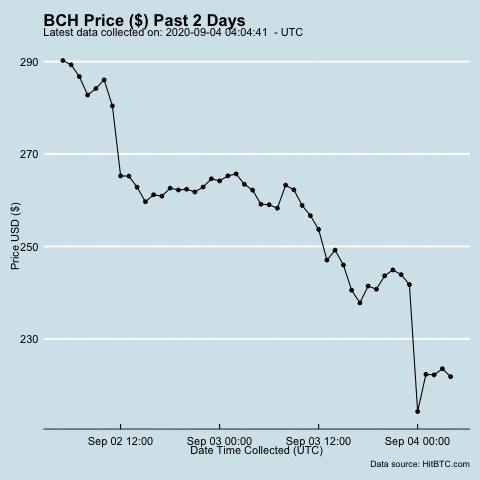 BCH Price ($) Past 2 Days
Latest data collected on: 2020-09-04 04:04:41 - UTC
Price USD ($)
290
270
250
230
Sep 02 12:00
Sep 03 00:00
Sep 03 12:00
Sep 04 00:00
Date Time Collected (UTC)
Data source: HitBTC.com